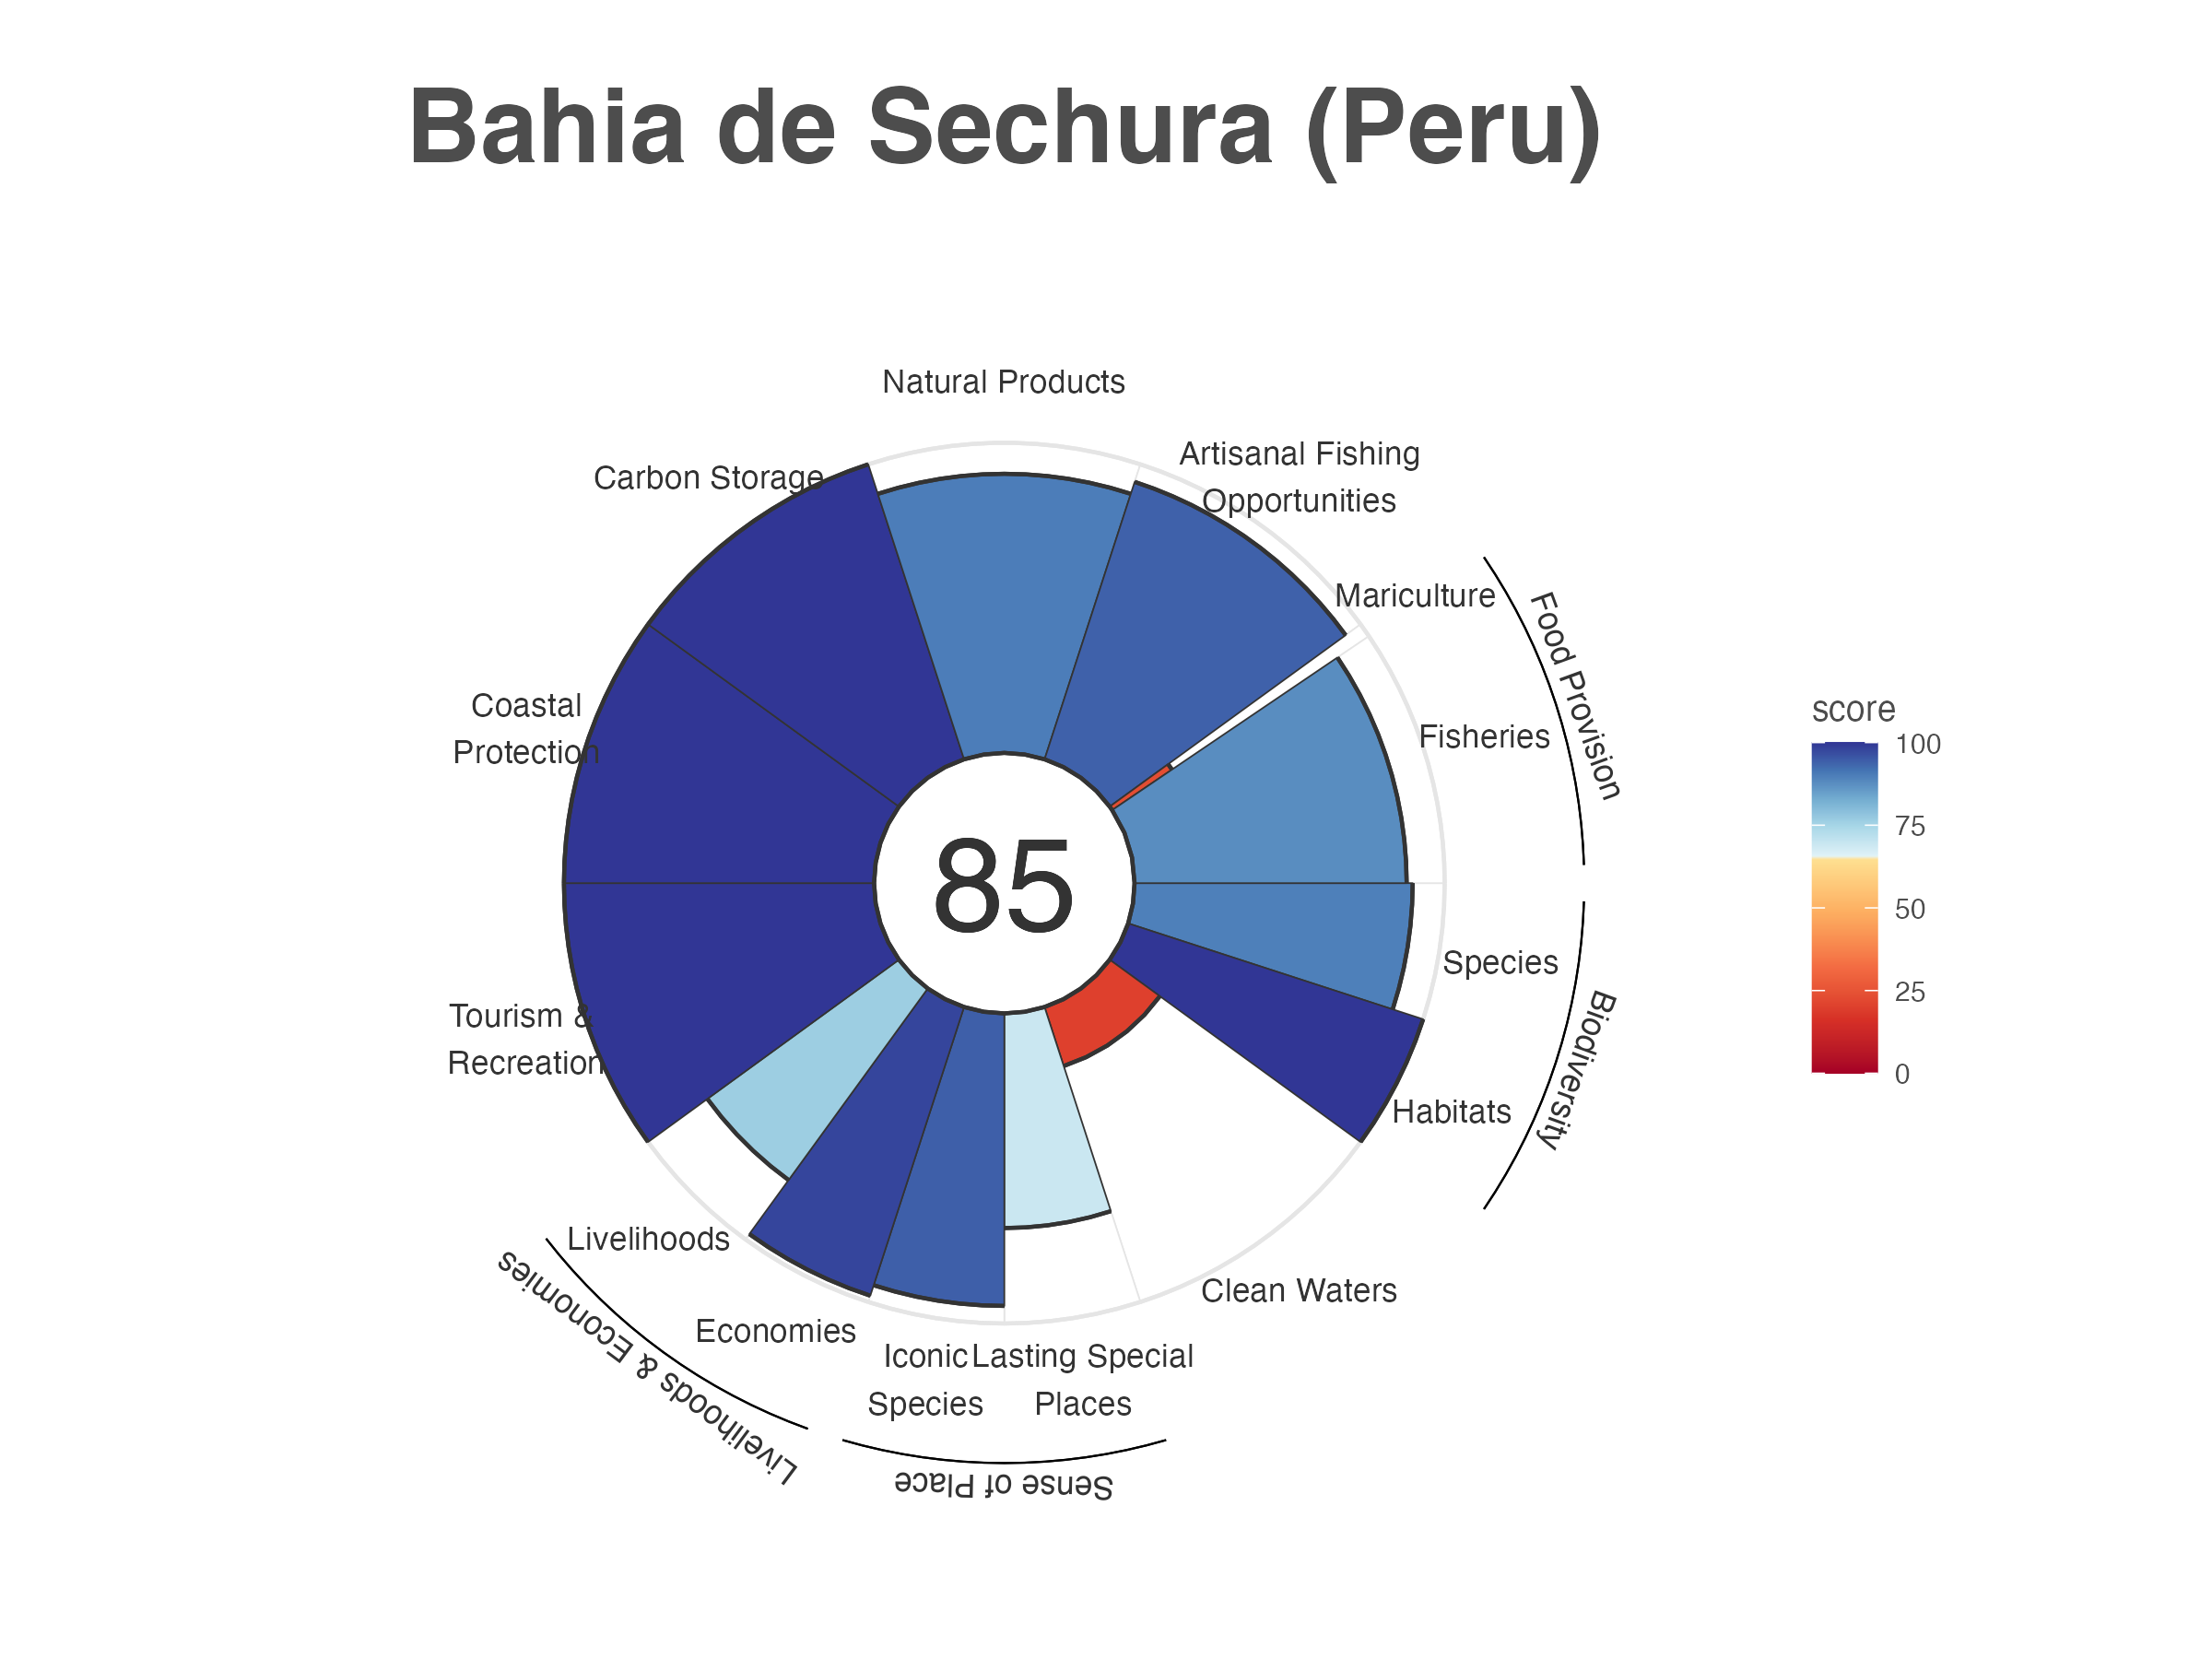 Bahia de Sechura (Peru)
Natural Products
Artisanal Fishing
Opportunities
Carbon Storage
Mariculture
Food Provision
Fisheries
Coastal
Protection
85
Species
Biodiversity
Habitats
Tourism &
Recreation
Livelihoods
Clean Waters
Economies
Livelihoods & Economies
Iconic
Species
Lasting Special
Places
Sense of Place
score
100
75
50
25
0